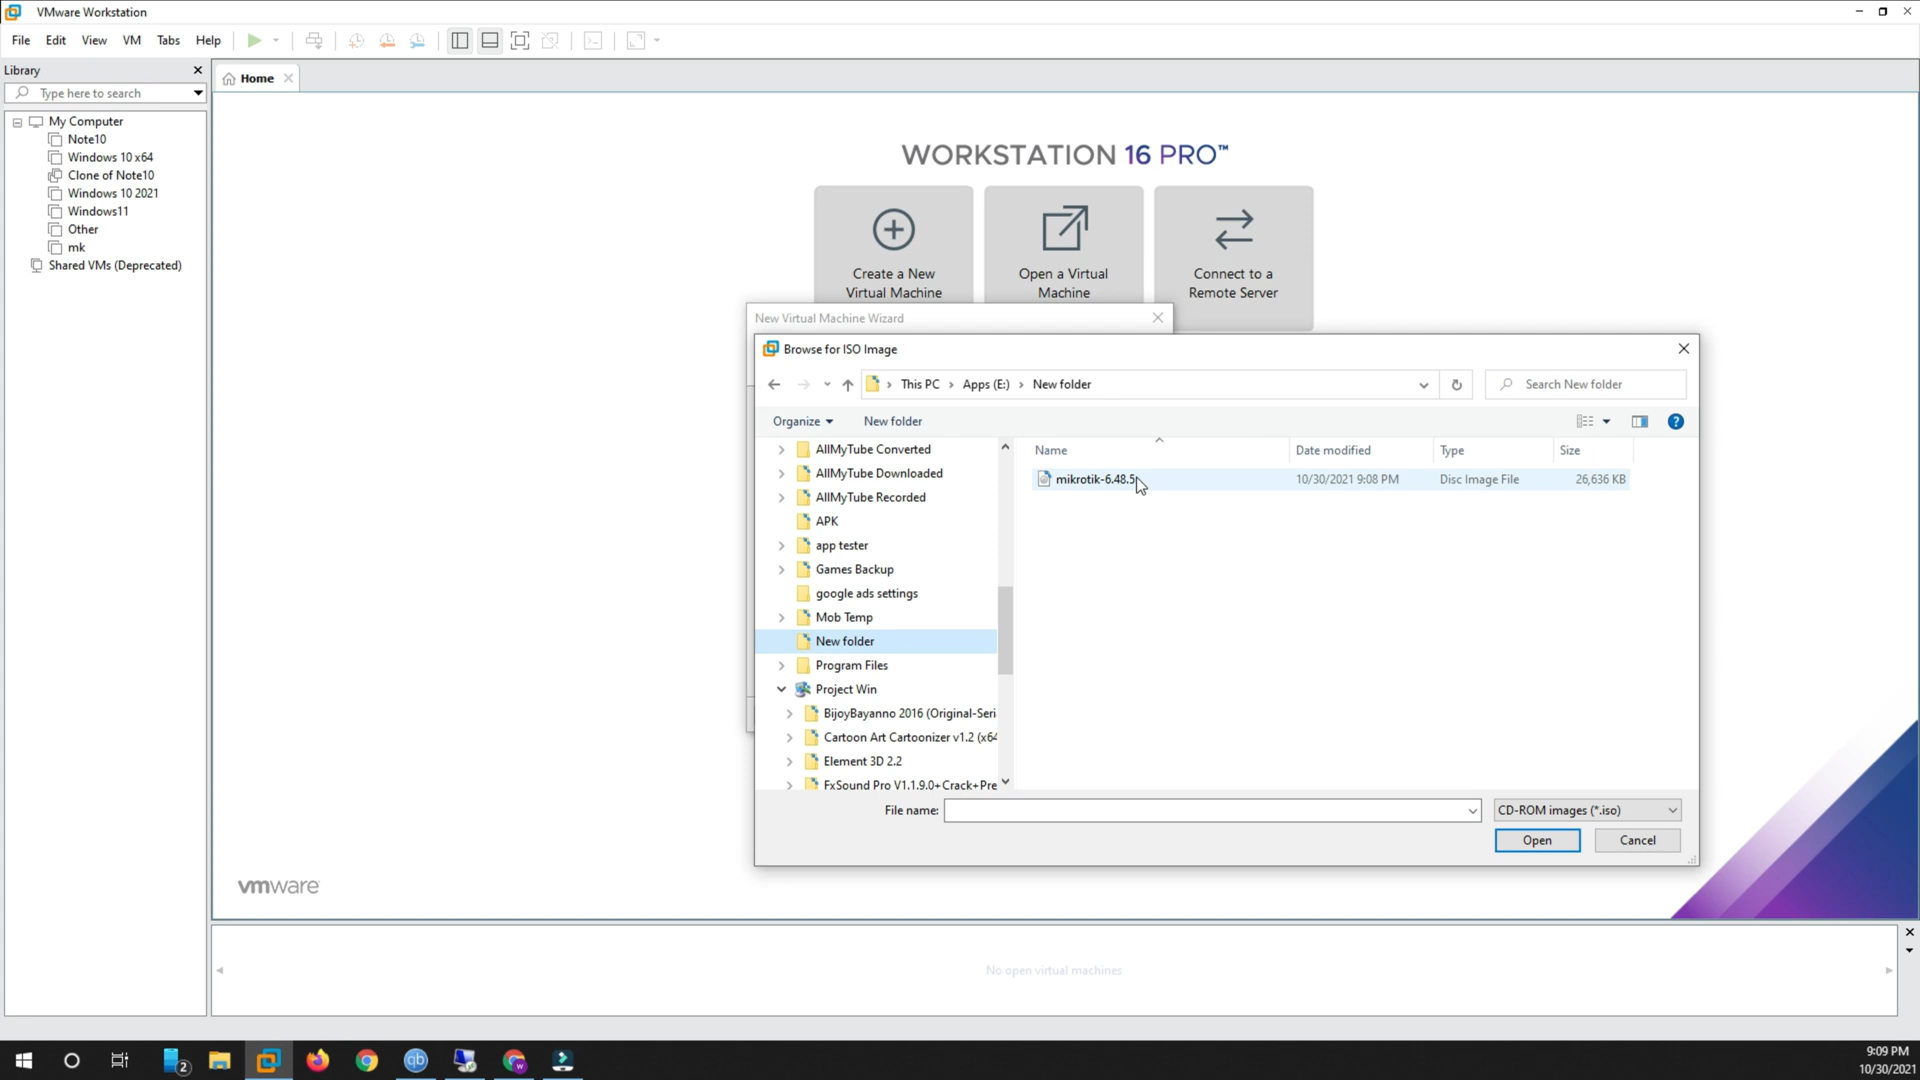 VMware Workstation
File Edit View VM Tabs Help
Library
Type here to search
My Computer
Note10
Windows 10 x64
Clone of Note10
Windows 10 2021
Windows11
Other
mk
Shared VMs (Deprecated)
Home
WORKSTATION 16 PRO™
Create a New
Virtual Machine
Open a Virtual
Machine
Connect to a
Remote Server
New Virtual Machine Wizard
Browse for ISO Image
This PC › Apps (E:) › New folder
Search New folder
Organize New folder
AllMyTube Converted
AllMyTube Downloaded
AllMyTube Recorded
APK
app tester
Games Backup
google ads settings
Mob Temp
New folder
Program Files
Project Win
BijoyBayanno 2016 (Original-Seri
Cartoon Art Cartoonizer v1.2 (x64
Element 3D 2.2
FxSound Pro V1.1.9.0+Crack+Pre
Name Date modified Type Size
mikrotik-6.48.5 10/30/2021 9:08 PM Disc Image File 26,636 KB
File name:
CD-ROM images (*.iso)
Open Cancel
vmware
No open virtual machines
2
qb
w
9:09 PM
10/30/2021